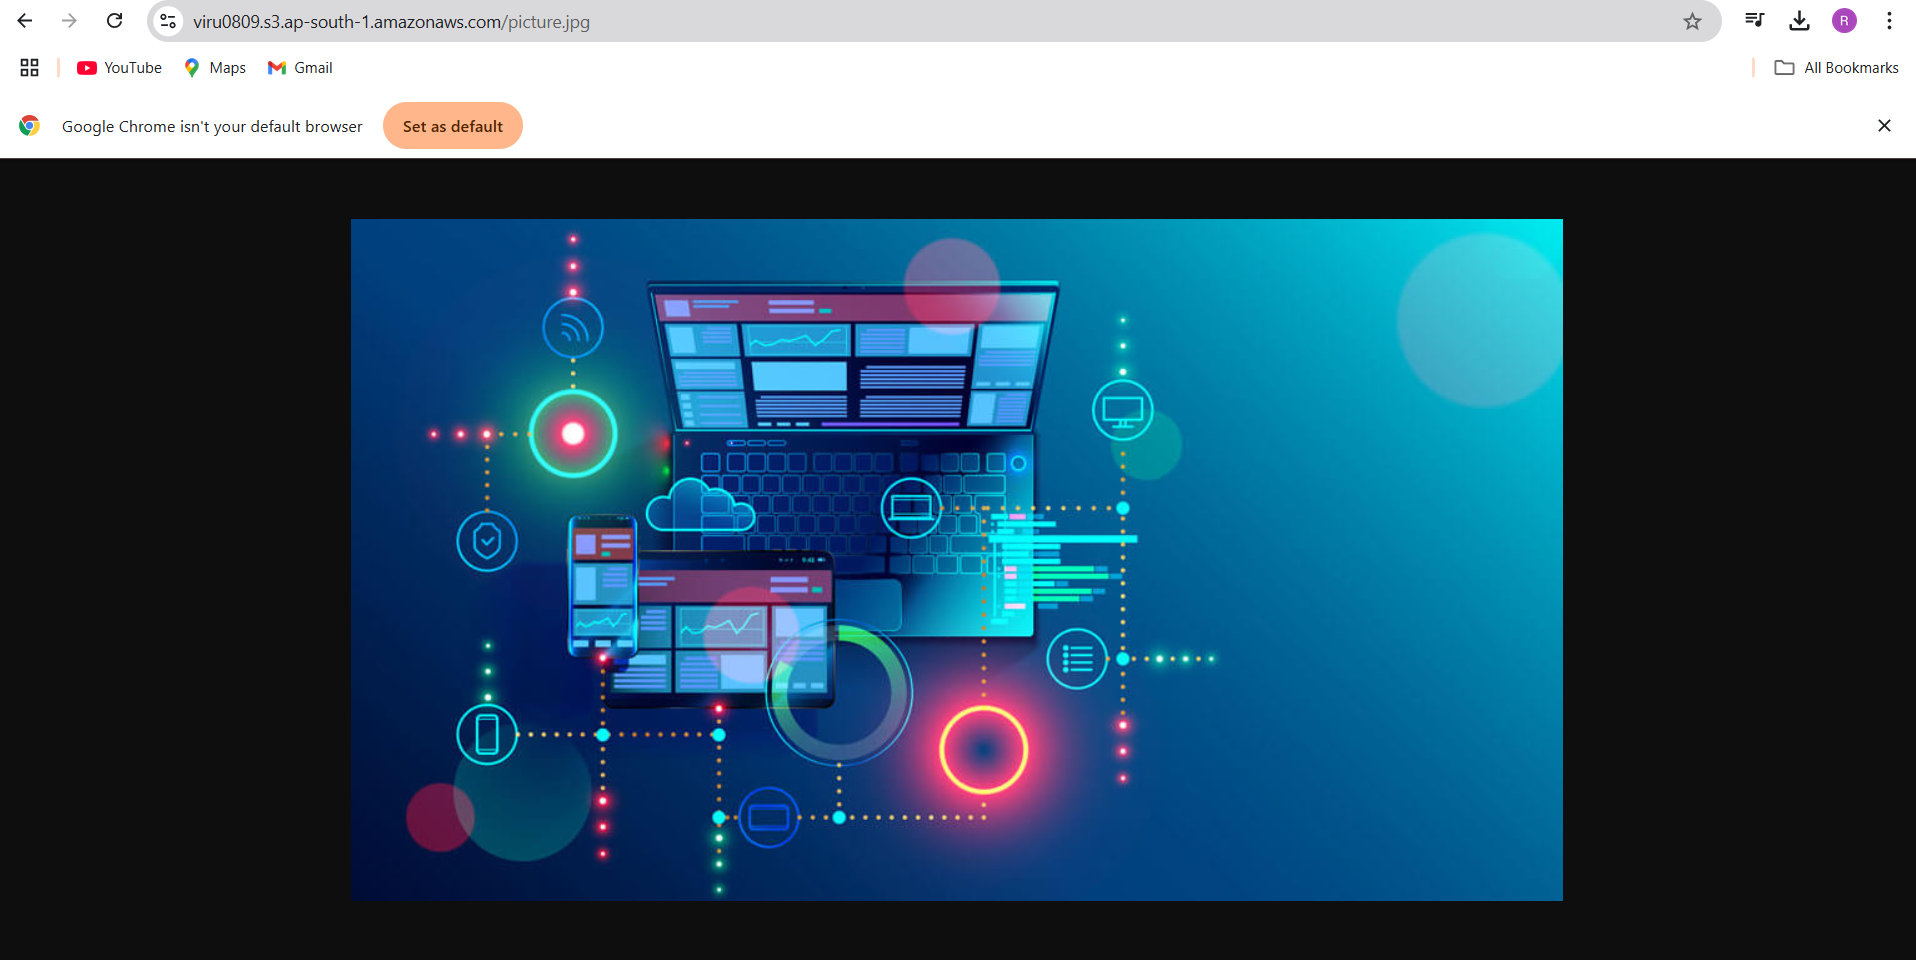 viru0809.s3.ap-south-1.amazonaws.com/picture.jpg
R
YouTube
Maps
Gmail
All Bookmarks
Google Chrome isn't your default browser
Set as default